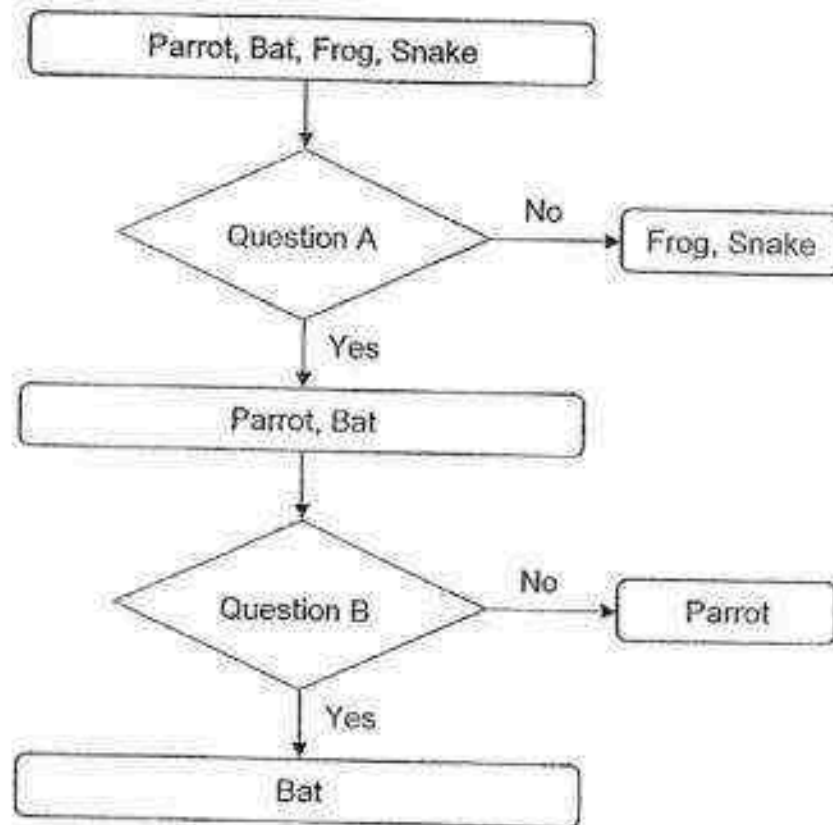 Parrot, Bat, Frog, Snake
Question A
No
Frog, Snake
Yes
Parrot, Bat
Question B
No
Parrot
Yes
Bat